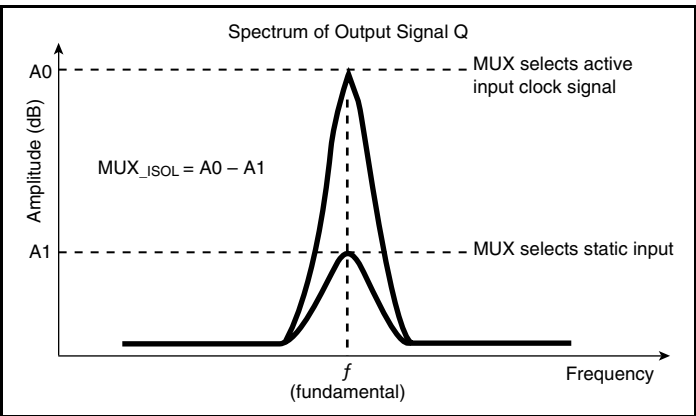 Spectrum of Output Signal Q
A0
MUX selects active
input clock signal
Amplitude (dB)
MUX_ISOL = A0 – A1
A1
MUX selects static input
f
(fundamental)
Frequency